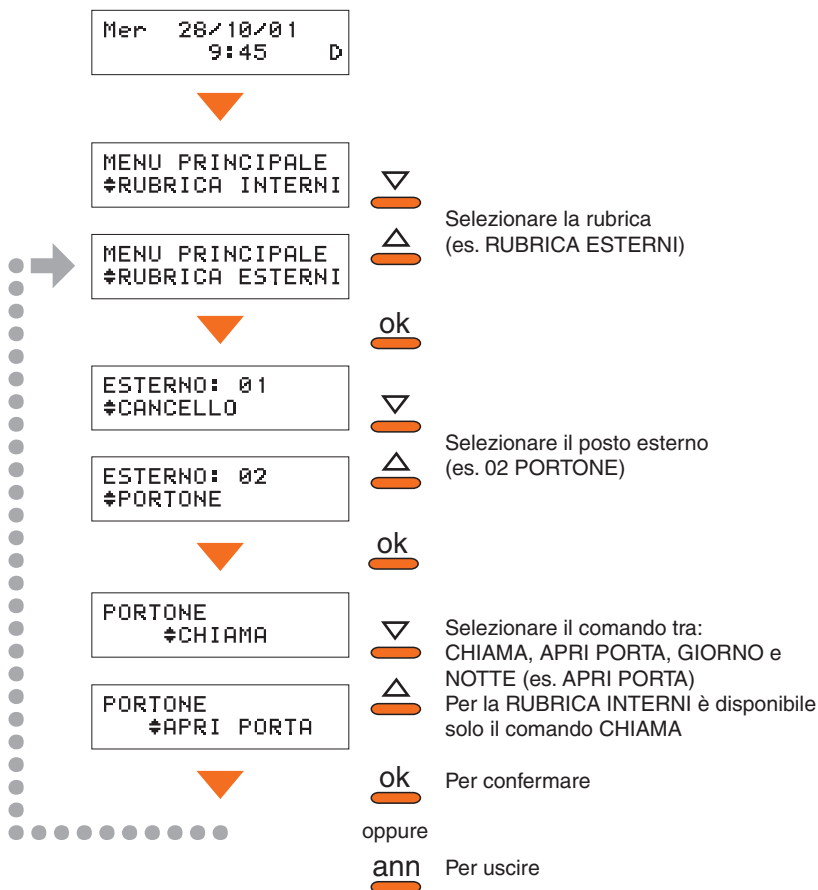 Mer 28/10/01
9:45 D
MENU PRINCIPALE
RUBRICA INTERNI
MENU PRINCIPALE
RUBRICA ESTERNI
Selezionare la rubrica
(es. RUBRICA ESTERNI)
ok
ESTERNO: 01
CANCELLO
ESTERNO: 02
PORTONE
Selezionare il posto esterno
(es. 02 PORTONE)
ok
PORTONE
CHIAMA
PORTONE
APRI PORTA
Selezionare il comando tra:
CHIAMA, APRI PORTA, GIORNO e
NOTTE (es. APRI PORTA)
Per la RUBRICA INTERNI è disponibile
solo il comando CHIAMA
ok Per confermare
oppure
ann Per uscire